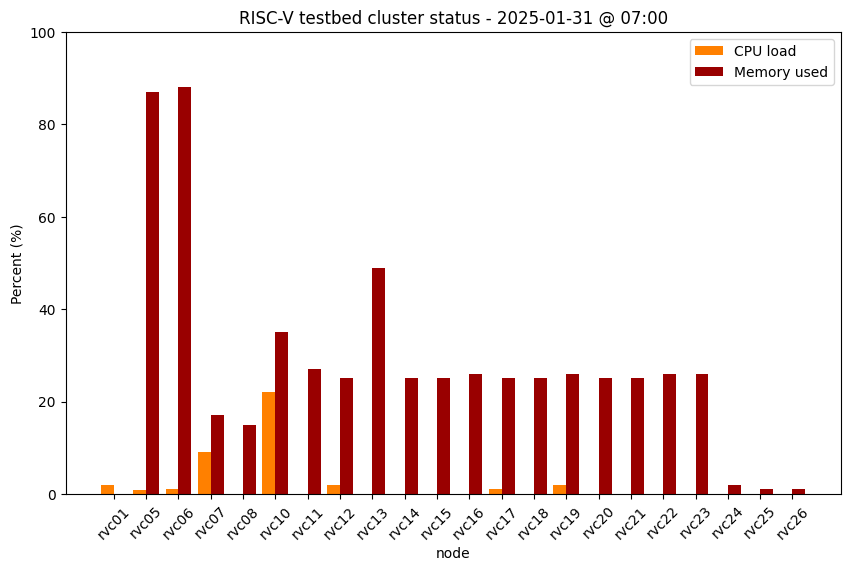 RISC-V testbed cluster status - 2025-01-31 @ 07:00
CPU load
Memory used
Percent (%)
100
80
60
40
20
0
rvc01
rvc05
rvc06
rvc07
rvc08
rvc10
rvc11
rvc12
rvc13
rvc14
rvc15
rvc16
rvc17
rvc18
rvc19
rvc20
rvc21
rvc22
rvc23
rvc24
rvc25
rvc26
node